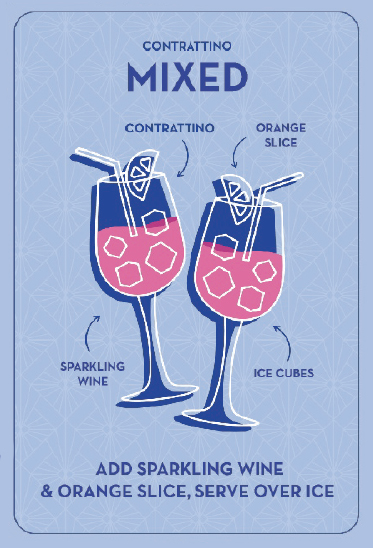 CONTRATTINO
MIXED
CONTRATTINO
ORANGE
SLICE
SPARKLING
WINE
ICE CUBES
ADD SPARKLING WINE
& ORANGE SLICE, SERVE OVER ICE